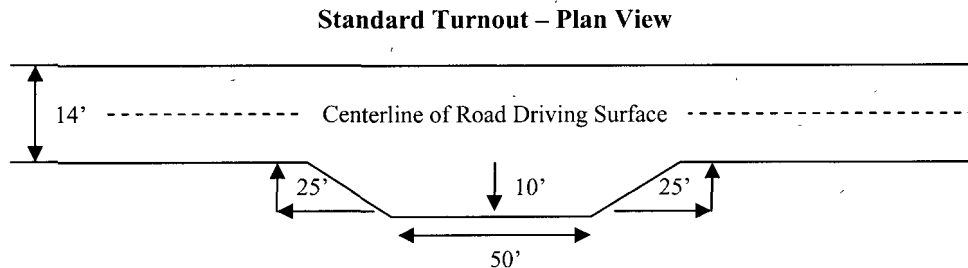 Standard Turnout – Plan View
14’
Centerline of Road Driving Surface
25’
10’
25’
50’